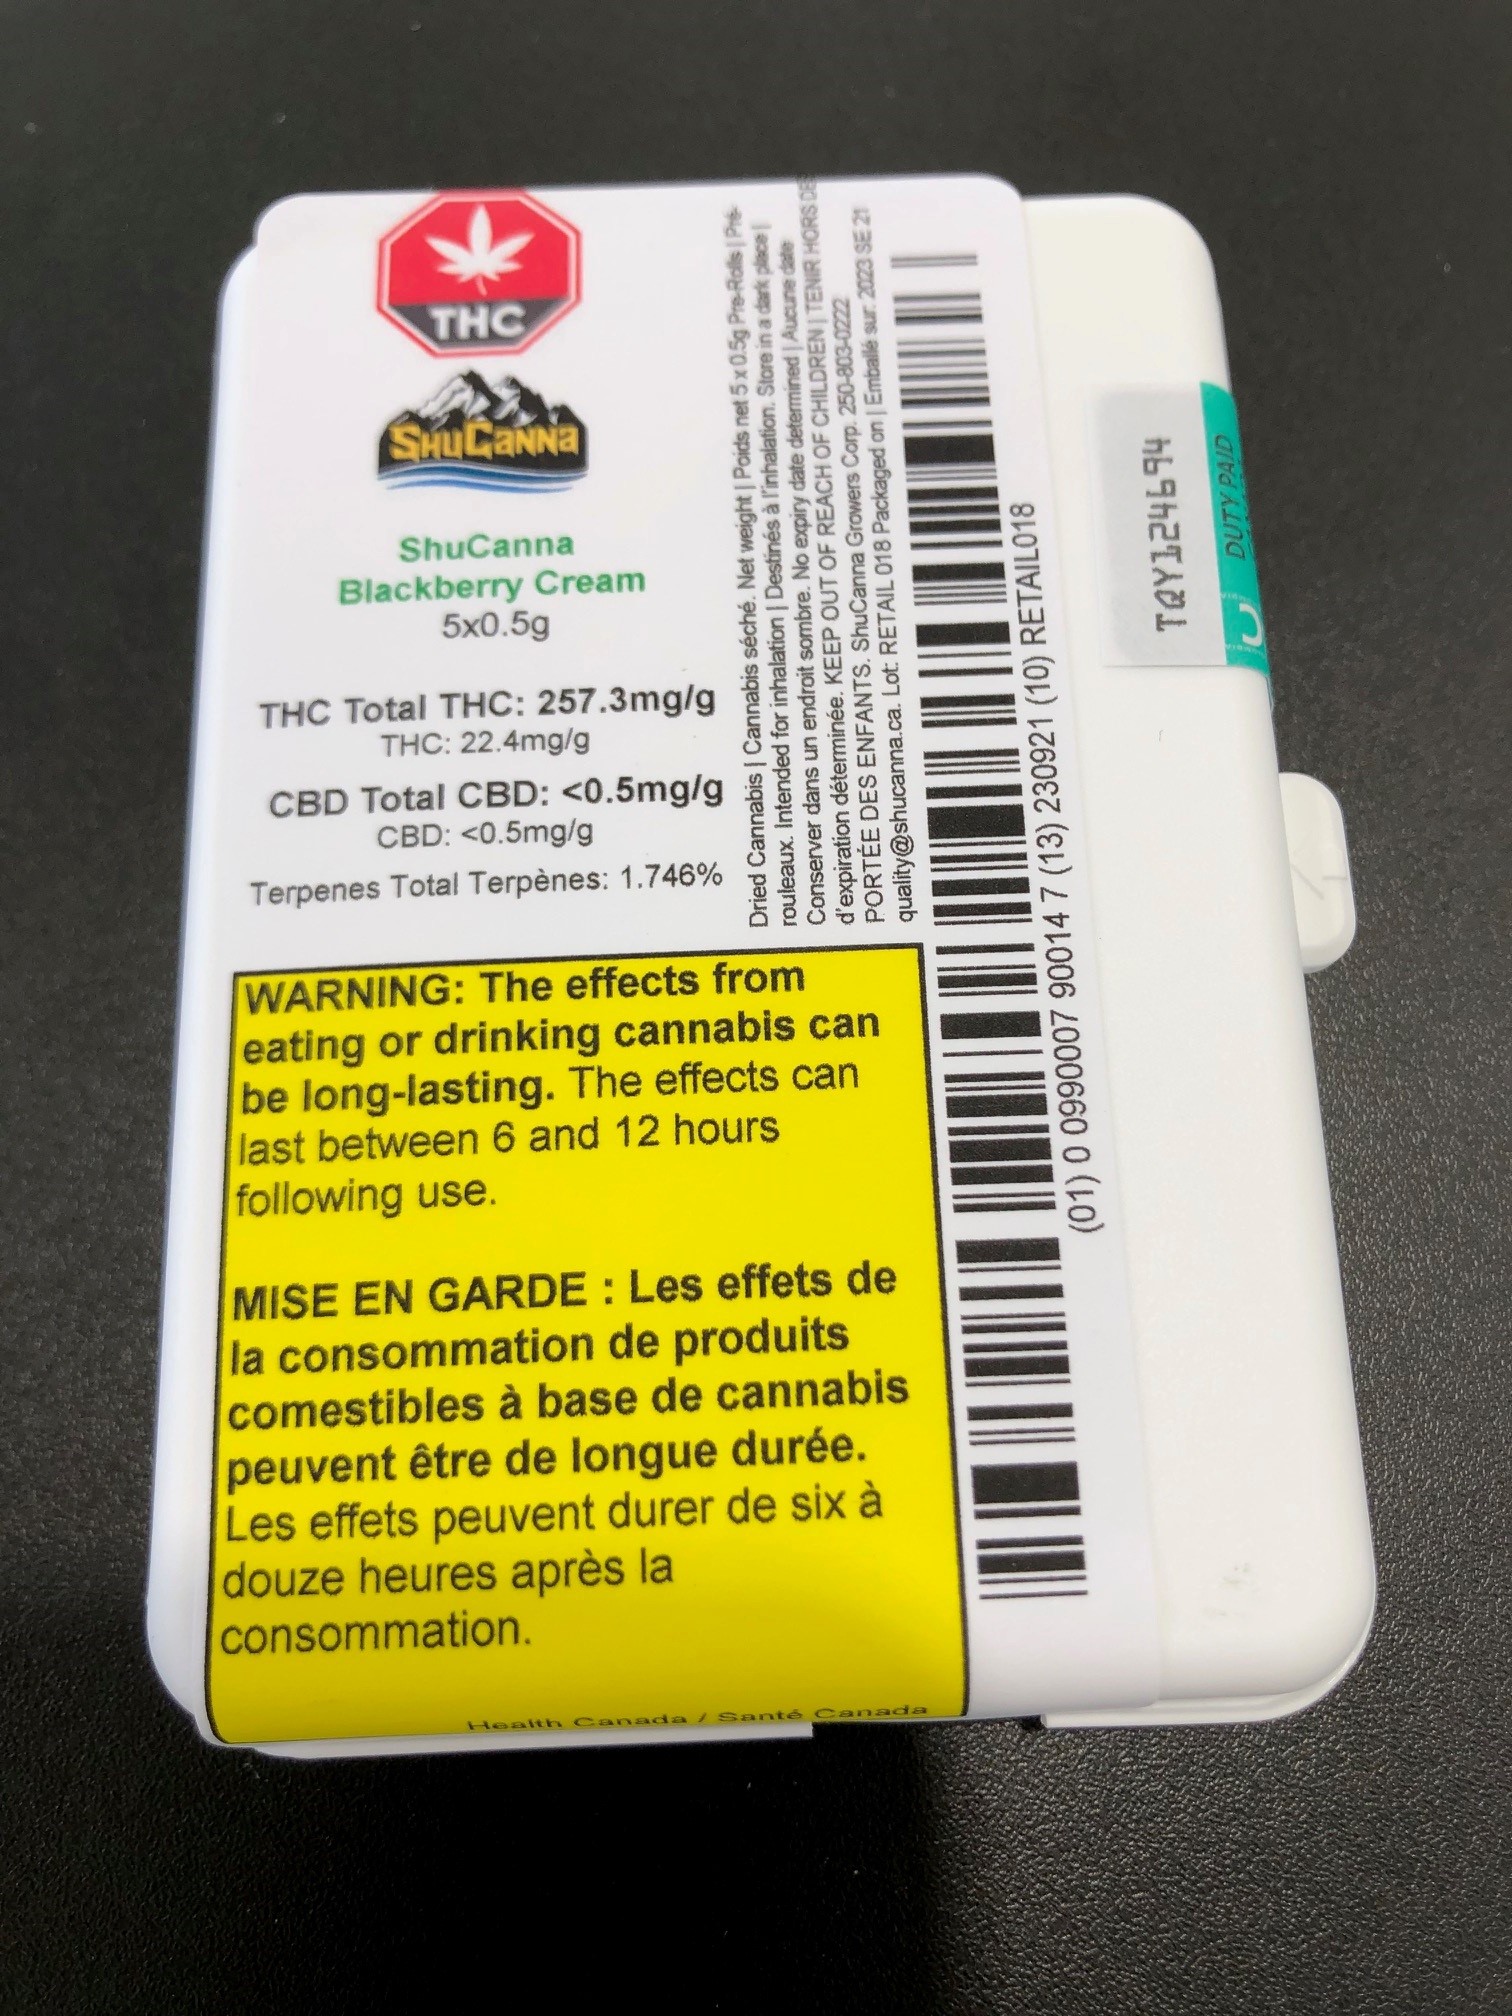 THC
SHUCANNA
ShuCanna
Blackberry Cream
5x0.5g
THC Total THC: 257.3mg/g
THC: 22.4mg/g
CBD Total CBD: <0.5mg/g
CBD: <0.5mg/g
Terpenes Total Terpènes: 1.746%
WARNING: The effects from
eating or drinking cannabis can
be long-lasting. The effects can
last between 6 and 12 hours
following use.
MISE EN GARDE : Les effets de
la consommation de produits
comestibles à base de cannabis
peuvent être de longue durée.
Les effets peuvent durer de six à
douze heures après la
consommation.
Health Canada / Santé Canada
Dried Cannabis | Cannabis séché. Net weight | Poids net 5 x 0.5g Pre-Rolls | Pré-
rouleaux. Intended for inhalation | Destinés à l'inhalation. Store in a dark place |
Conserver dans un endroit sombre. No expiry date determined | Aucune date
d'expiration déterminée. KEEP OUT OF REACH OF CHILDREN | TENIR HORS DE
PORTÉE DES ENFANTS. ShuCanna Growers Corp. 250-803-0222
quality@shucanna.ca. Lot: RETAIL 018 Packaged on | Emballé sur: 2023 SE 21
(01) 0 0990007 90014 7 (13) 230921 (10) RETAIL018
TQY124694
DUTY PAID